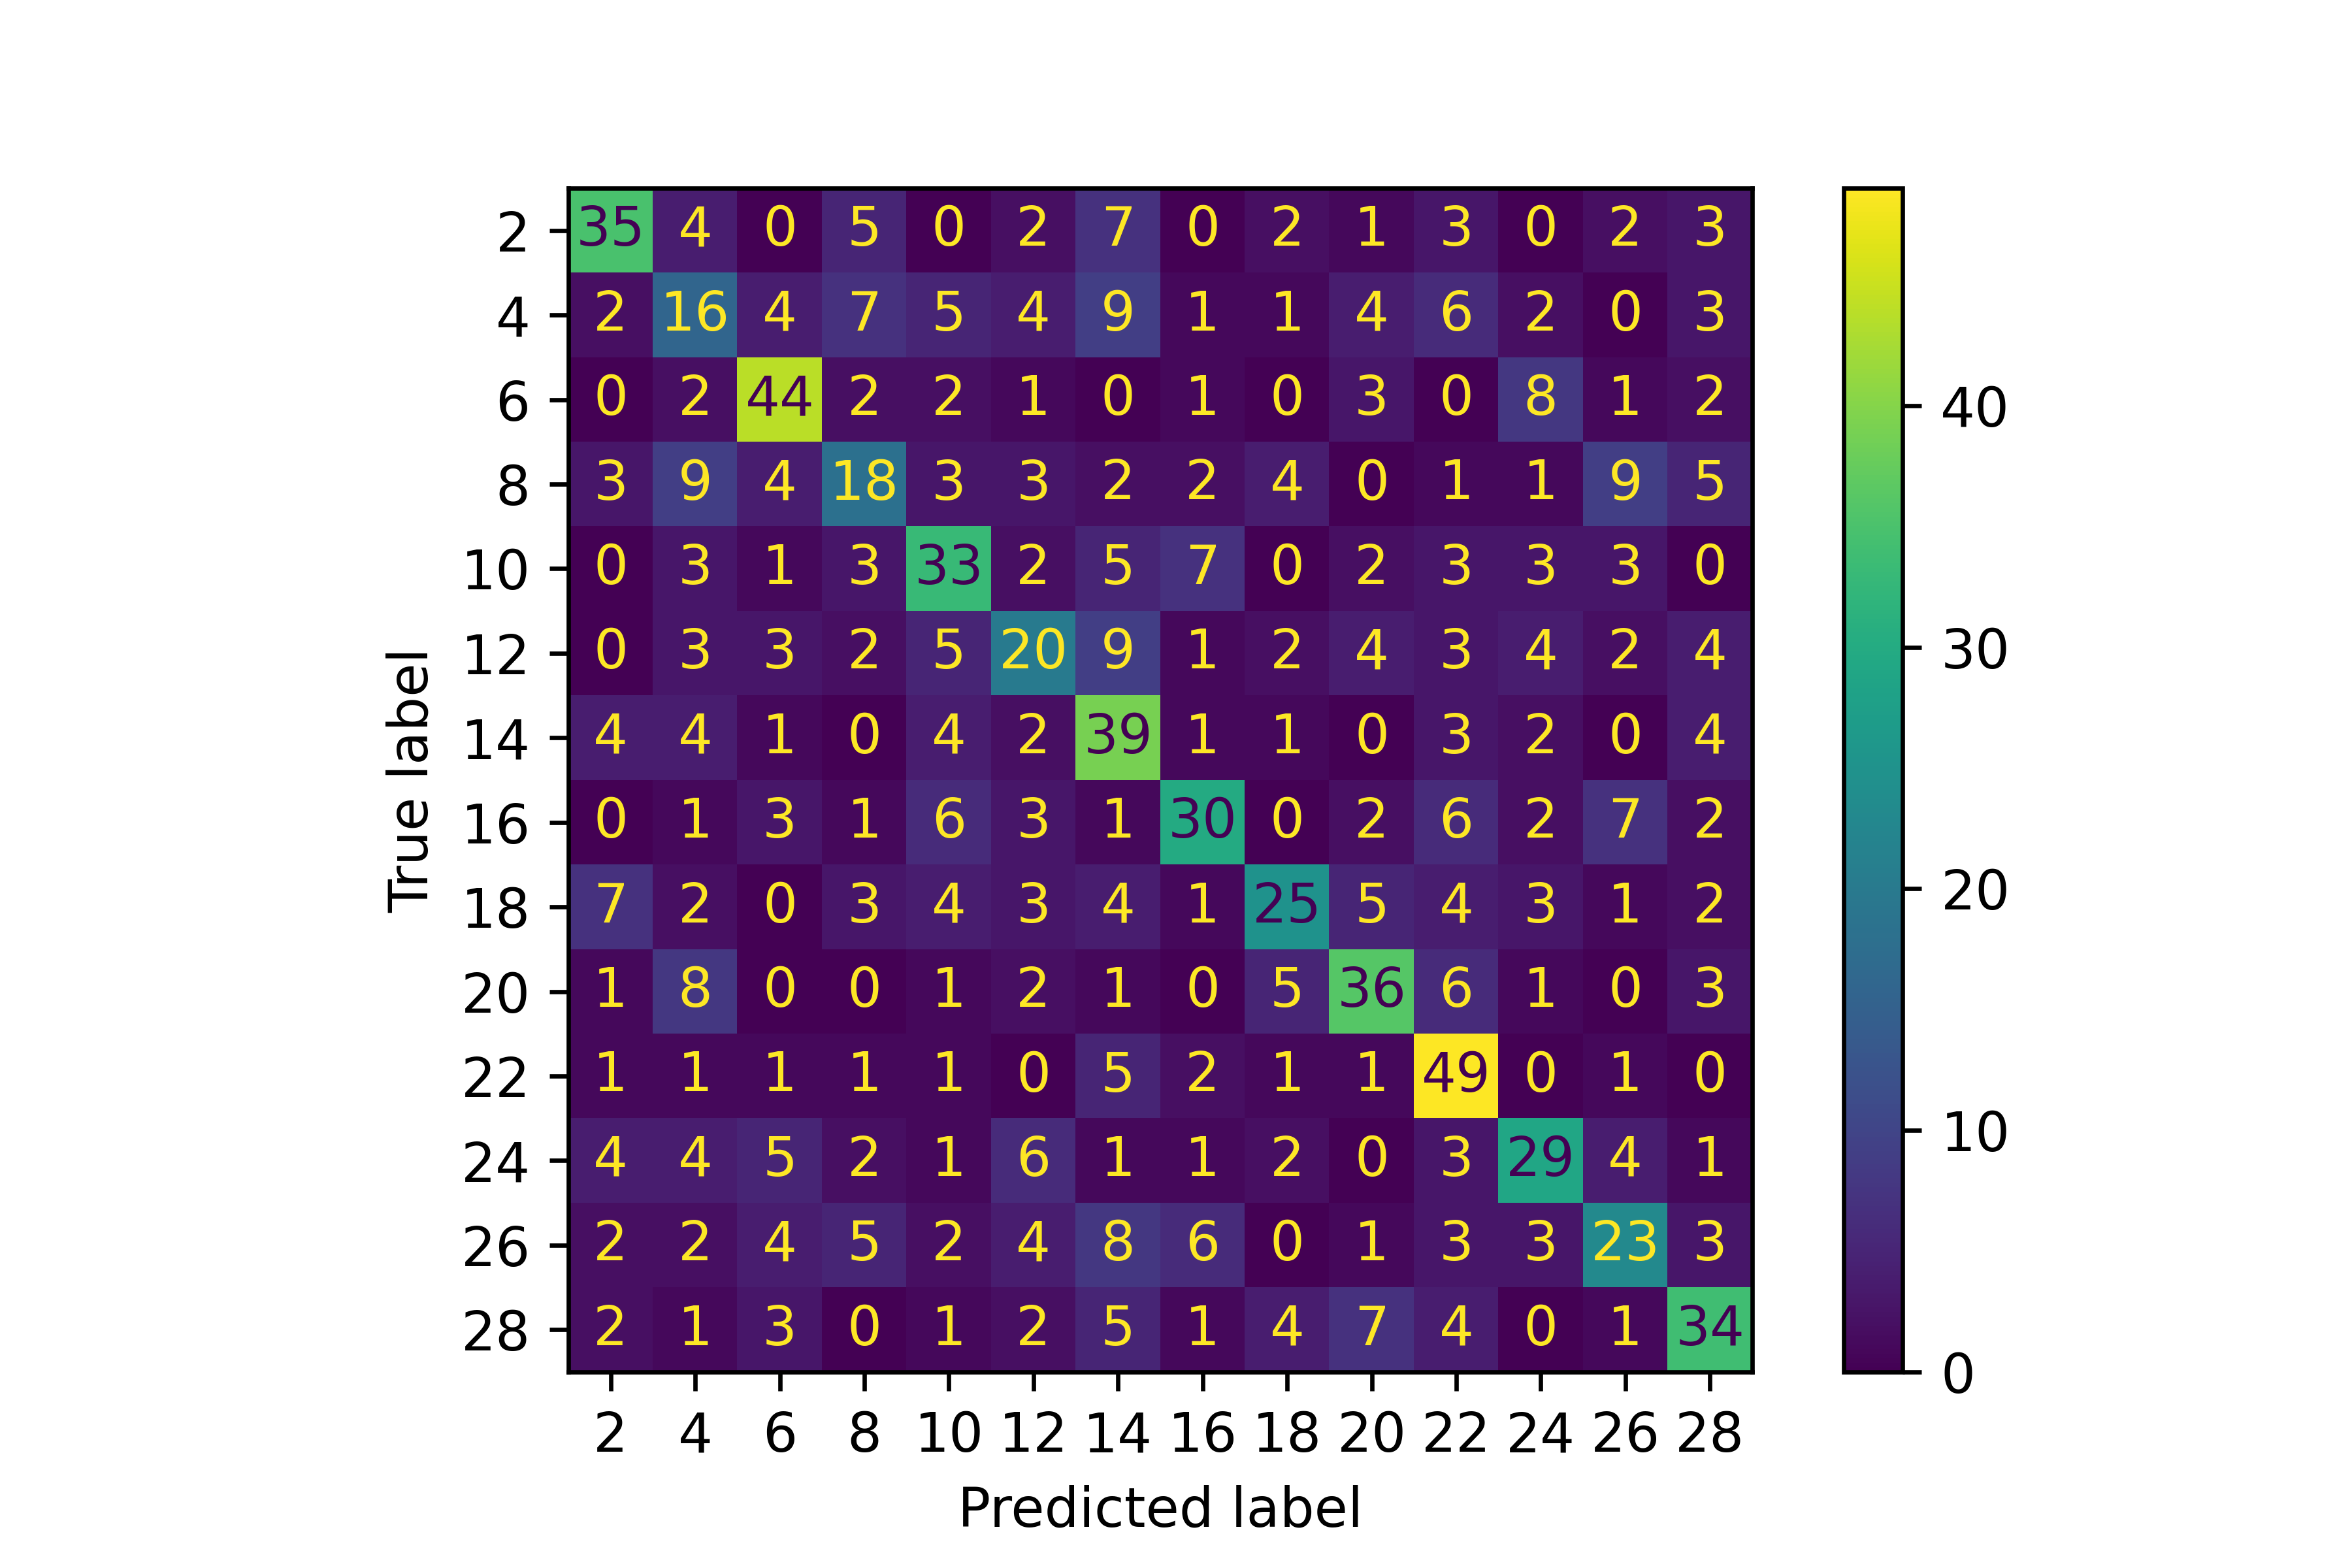 2 35 4 0 5 0 2 7 0 2 1 3 0 2 3
4 2 16 4 7 5 4 9 1 1 4 6 2 0 3
6 0 2 44 2 2 1 0 1 0 3 0 8 1 2
8 3 9 4 18 3 3 2 2 4 0 1 1 9 5
10 0 3 1 3 33 2 5 7 0 2 3 3 3 0
12 0 3 3 2 5 20 9 1 2 4 3 4 2 4
14 4 4 1 0 4 2 39 1 1 0 3 2 0 4
16 0 1 3 1 6 3 1 30 0 2 6 2 7 2
18 7 2 0 3 4 3 4 1 25 5 4 3 1 2
20 1 8 0 0 1 2 1 0 5 36 6 1 0 3
22 1 1 1 1 1 0 5 2 1 1 49 0 1 0
24 4 4 5 2 1 6 1 1 2 0 3 29 4 1
26 2 2 4 5 2 4 8 6 0 1 3 3 23 3
28 2 1 3 0 1 2 5 1 4 7 4 0 1 34
2 4 6 8 10 12 14 16 18 20 22 24 26 28
Predicted label
True label
40
30
20
10
0